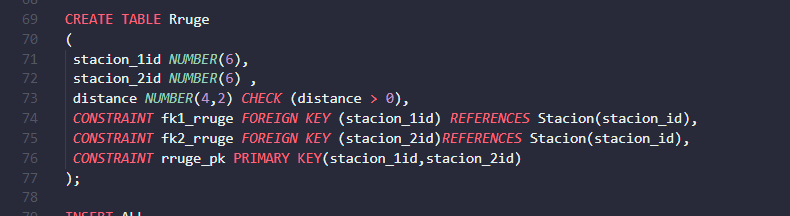 69 CREATE TABLE Rruge
70 (
71 stacion_1id NUMBER(6),
72 stacion_2id NUMBER(6) ,
73 distance NUMBER(4,2) CHECK (distance > 0),
74 CONSTRAINT fk1_rruge FOREIGN KEY (stacion_1id) REFERENCES Stacion(stacion_id),
75 CONSTRAINT fk2_rruge FOREIGN KEY (stacion_2id)REFERENCES Stacion(stacion_id),
76 CONSTRAINT rruge_pk PRIMARY KEY(stacion_1id,stacion_2id)
77 );
78
79 INSERT ALL